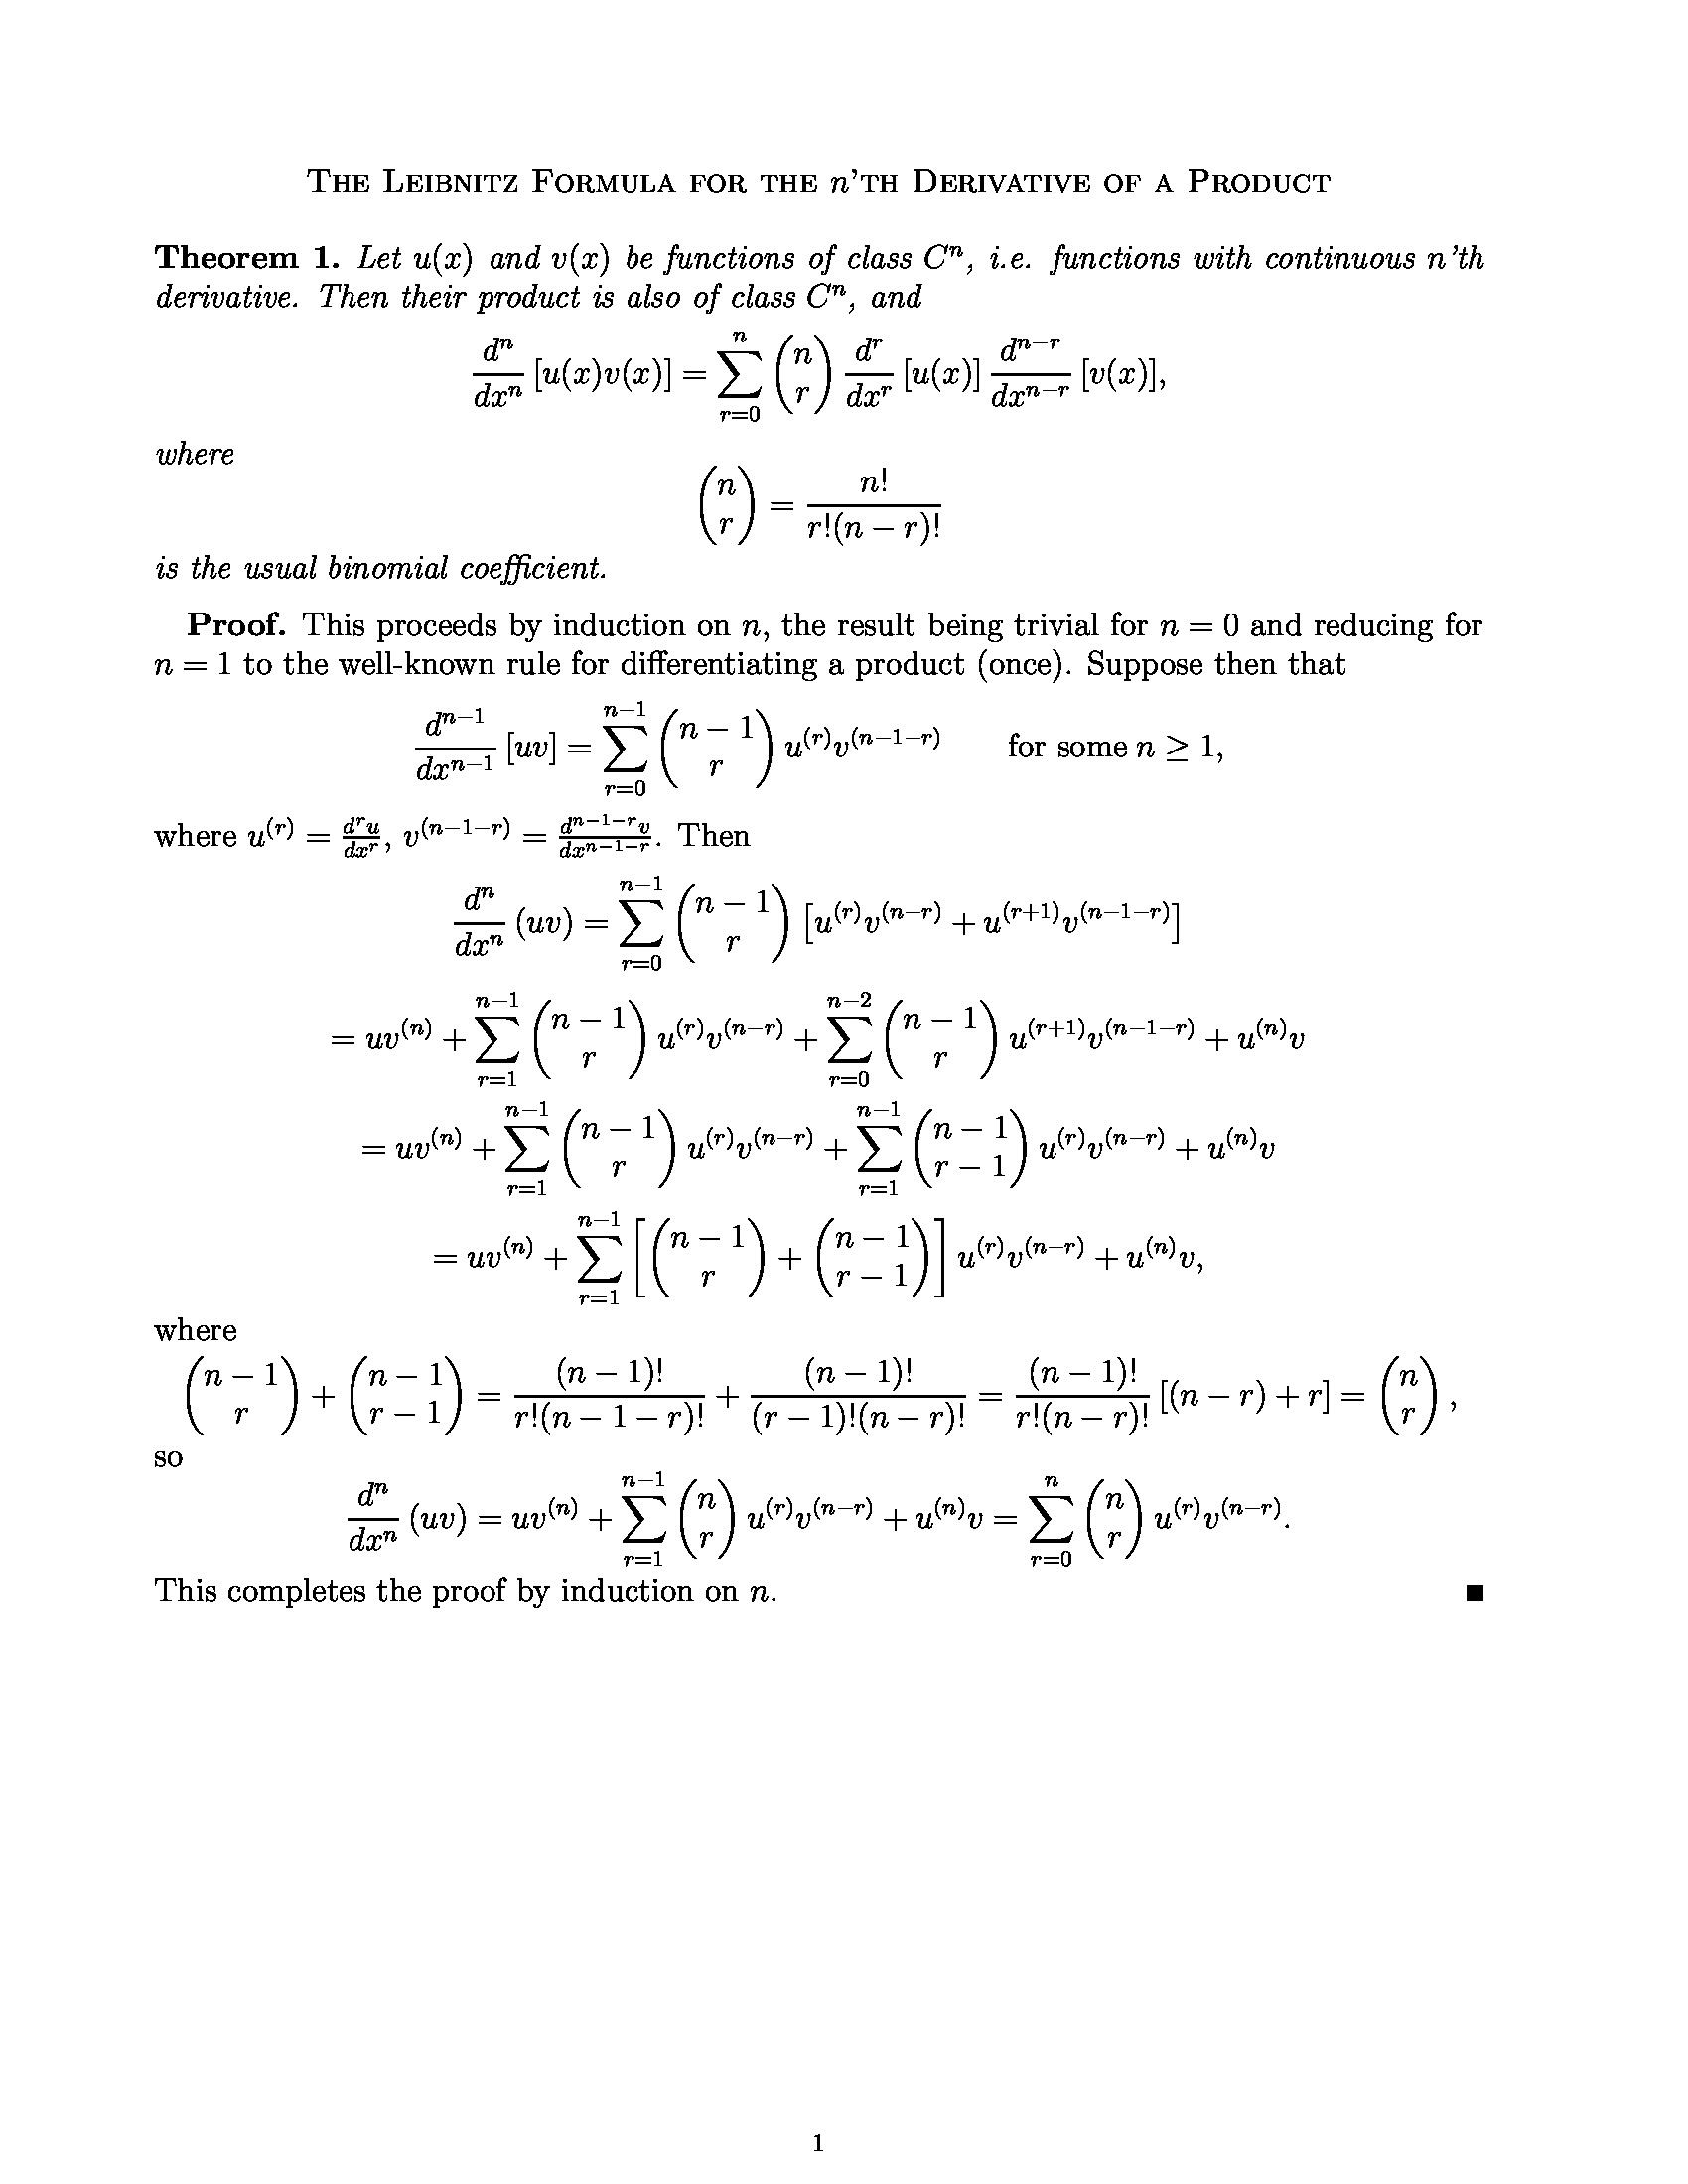 The Leibnitz Formula for the n'th Derivative of a Product
Theorem 1. Let u(x) and v(x) be functions of class C^n, i.e. functions with continuous n'th
derivative. Then their product is also of class C^n, and
\frac{d^n}{dx^n} [u(x)v(x)] = \sum_{r=0}^{n} \binom{n}{r} \frac{d^r}{dx^r} [u(x)] \frac{d^{n-r}}{dx^{n-r}} [v(x)],
where
\binom{n}{r} = \frac{n!}{r!(n-r)!}
is the usual binomial coefficient.
Proof. This proceeds by induction on n, the result being trivial for n = 0 and reducing for
n = 1 to the well-known rule for differentiating a product (once). Suppose then that
\frac{d^{n-1}}{dx^{n-1}} [uv] = \sum_{r=0}^{n-1} \binom{n-1}{r} u^{(r)} v^{(n-1-r)} for some n ≥ 1,
where u^{(r)} = \frac{d^r u}{dx^r}, v^{(n-1-r)} = \frac{d^{n-1-r} v}{dx^{n-1-r}}. Then
\frac{d^n}{dx^n} (uv) = \sum_{r=0}^{n-1} \binom{n-1}{r} [u^{(r)} v^{(n-r)} + u^{(r+1)} v^{(n-1-r)}]
= uv^{(n)} + \sum_{r=1}^{n-1} \binom{n-1}{r} u^{(r)} v^{(n-r)} + \sum_{r=0}^{n-2} \binom{n-1}{r} u^{(r+1)} v^{(n-1-r)} + u^{(n)} v
= uv^{(n)} + \sum_{r=1}^{n-1} \binom{n-1}{r} u^{(r)} v^{(n-r)} + \sum_{r=1}^{n-1} \binom{n-1}{r-1} u^{(r)} v^{(n-r)} + u^{(n)} v
= uv^{(n)} + \sum_{r=1}^{n-1} [\binom{n-1}{r} + \binom{n-1}{r-1}] u^{(r)} v^{(n-r)} + u^{(n)} v,
where
\binom{n-1}{r} + \binom{n-1}{r-1} = \frac{(n-1)!}{r!(n-1-r)!} + \frac{(n-1)!}{(r-1)!(n-r)!} = \frac{(n-1)!}{r!(n-r)!} [(n-r) + r] = \binom{n}{r},
so
\frac{d^n}{dx^n} (uv) = uv^{(n)} + \sum_{r=1}^{n-1} \binom{n}{r} u^{(r)} v^{(n-r)} + u^{(n)} v = \sum_{r=0}^{n} \binom{n}{r} u^{(r)} v^{(n-r)}.
This completes the proof by induction on n. ■
1